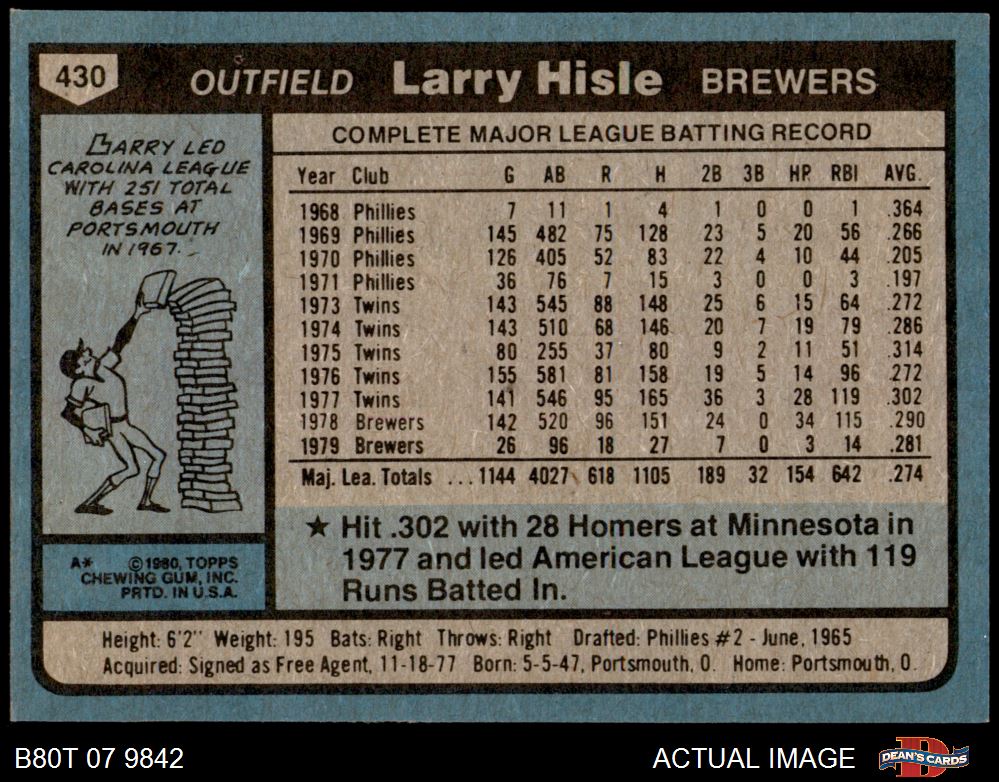 430 OUTFIELD Larry Hisle BREWERS
LARRY LED
CAROLINA LEAGUE
WITH 251 TOTAL
BASES AT
PORTSMOUTH
IN 1967.
A* ©1980, TOPPS
CHEWING GUM, INC.
PRTD. IN U.S.A.
COMPLETE MAJOR LEAGUE BATTING RECORD
Year Club G AB R H 2B 3B HR RBI AVG.
1968 Phillies 7 11 1 4 1 0 0 1 .364
1969 Phillies 145 482 75 128 23 5 20 56 .266
1970 Phillies 126 405 52 83 22 4 10 44 .205
1971 Phillies 36 76 7 15 3 0 0 3 .197
1973 Twins 143 545 88 148 25 6 15 64 .272
1974 Twins 143 510 68 146 20 7 19 79 .286
1975 Twins 80 255 37 80 9 2 11 51 .314
1976 Twins 155 581 81 158 19 5 14 96 .272
1977 Twins 141 546 95 165 36 3 28 119 .302
1978 Brewers 142 520 96 151 24 0 34 115 .290
1979 Brewers 26 96 18 27 7 0 3 14 .281
Maj. Lea. Totals ...1144 4027 618 1105 189 32 154 642 .274
★ Hit .302 with 28 Homers at Minnesota in
1977 and led American League with 119
Runs Batted In.
Height: 6'2" Weight: 195 Bats: Right Throws: Right Drafted: Phillies #2 - June, 1965
Acquired: Signed as Free Agent, 11-18-77 Born: 5-5-47, Portsmouth, O. Home: Portsmouth, O.
B80T 07 9842 ACTUAL IMAGE DEAN'S CARDS